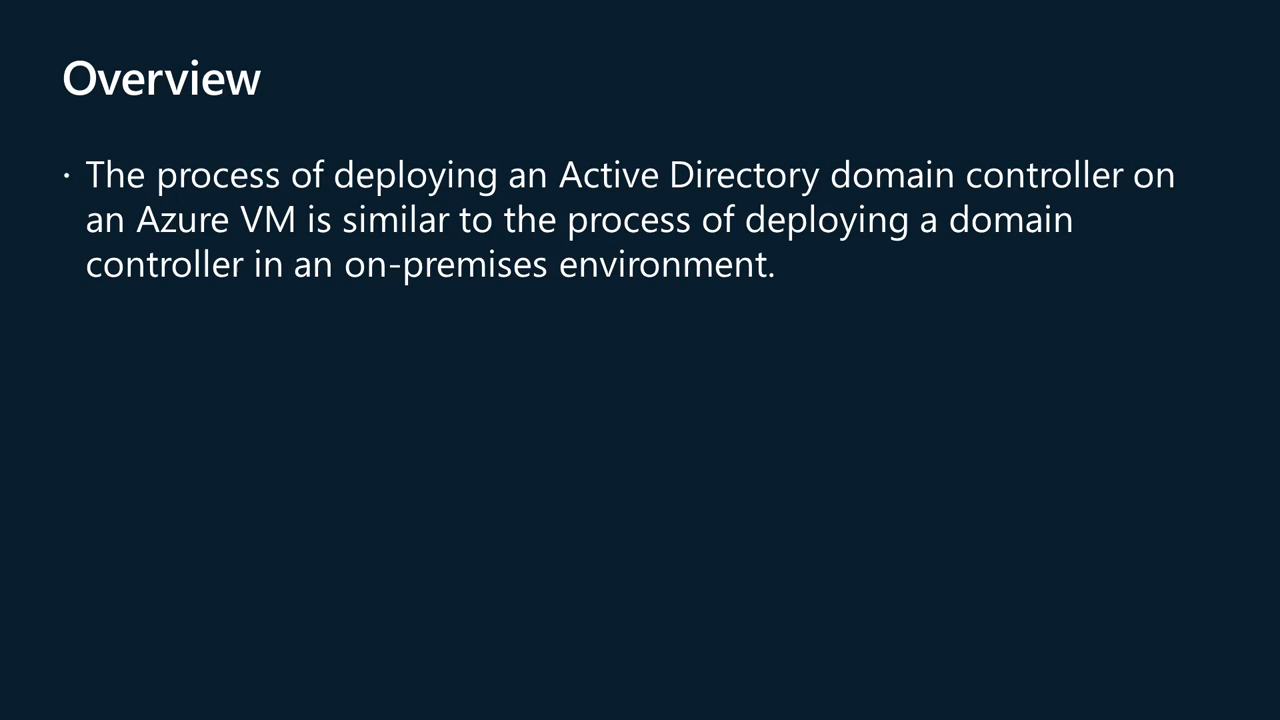 Overview
· The process of deploying an Active Directory domain controller on
an Azure VM is similar to the process of deploying a domain
controller in an on-premises environment.